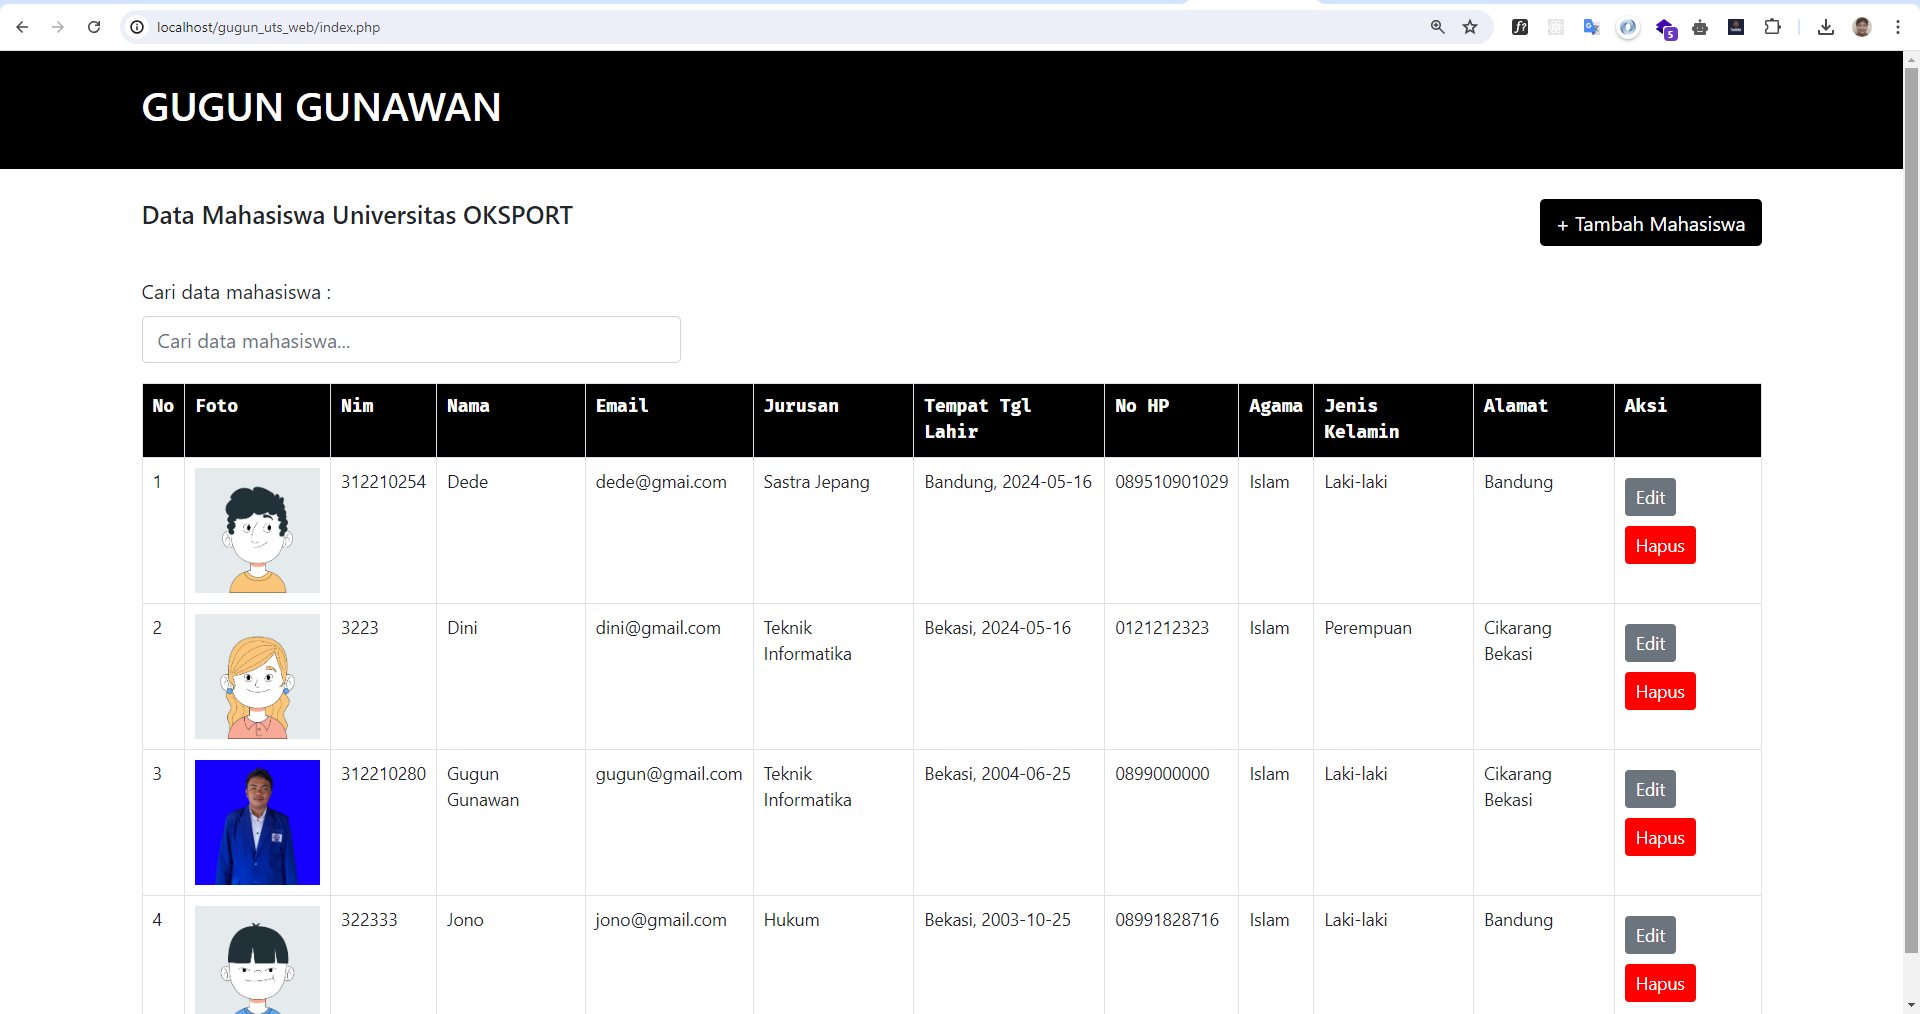 localhost/gugun_uts_web/index.php
5
GUGUN GUNAWAN
Data Mahasiswa Universitas OKSPORT
+ Tambah Mahasiswa
Cari data mahasiswa :
Cari data mahasiswa...
No Foto Nim Nama Email Jurusan Tempat Tgl Lahir No HP Agama Jenis Kelamin Alamat Aksi
1 312210254 Dede dede@gmai.com Sastra Jepang Bandung, 2024-05-16 089510901029 Islam Laki-laki Bandung Edit
Hapus
2 3223 Dini dini@gmail.com Teknik Informatika Bekasi, 2024-05-16 0121212323 Islam Perempuan Cikarang Bekasi Edit
Hapus
3 312210280 Gugun Gunawan gugun@gmail.com Teknik Informatika Bekasi, 2004-06-25 0899000000 Islam Laki-laki Cikarang Bekasi Edit
Hapus
4 322333 Jono jono@gmail.com Hukum Bekasi, 2003-10-25 08991828716 Islam Laki-laki Bandung Edit
Hapus